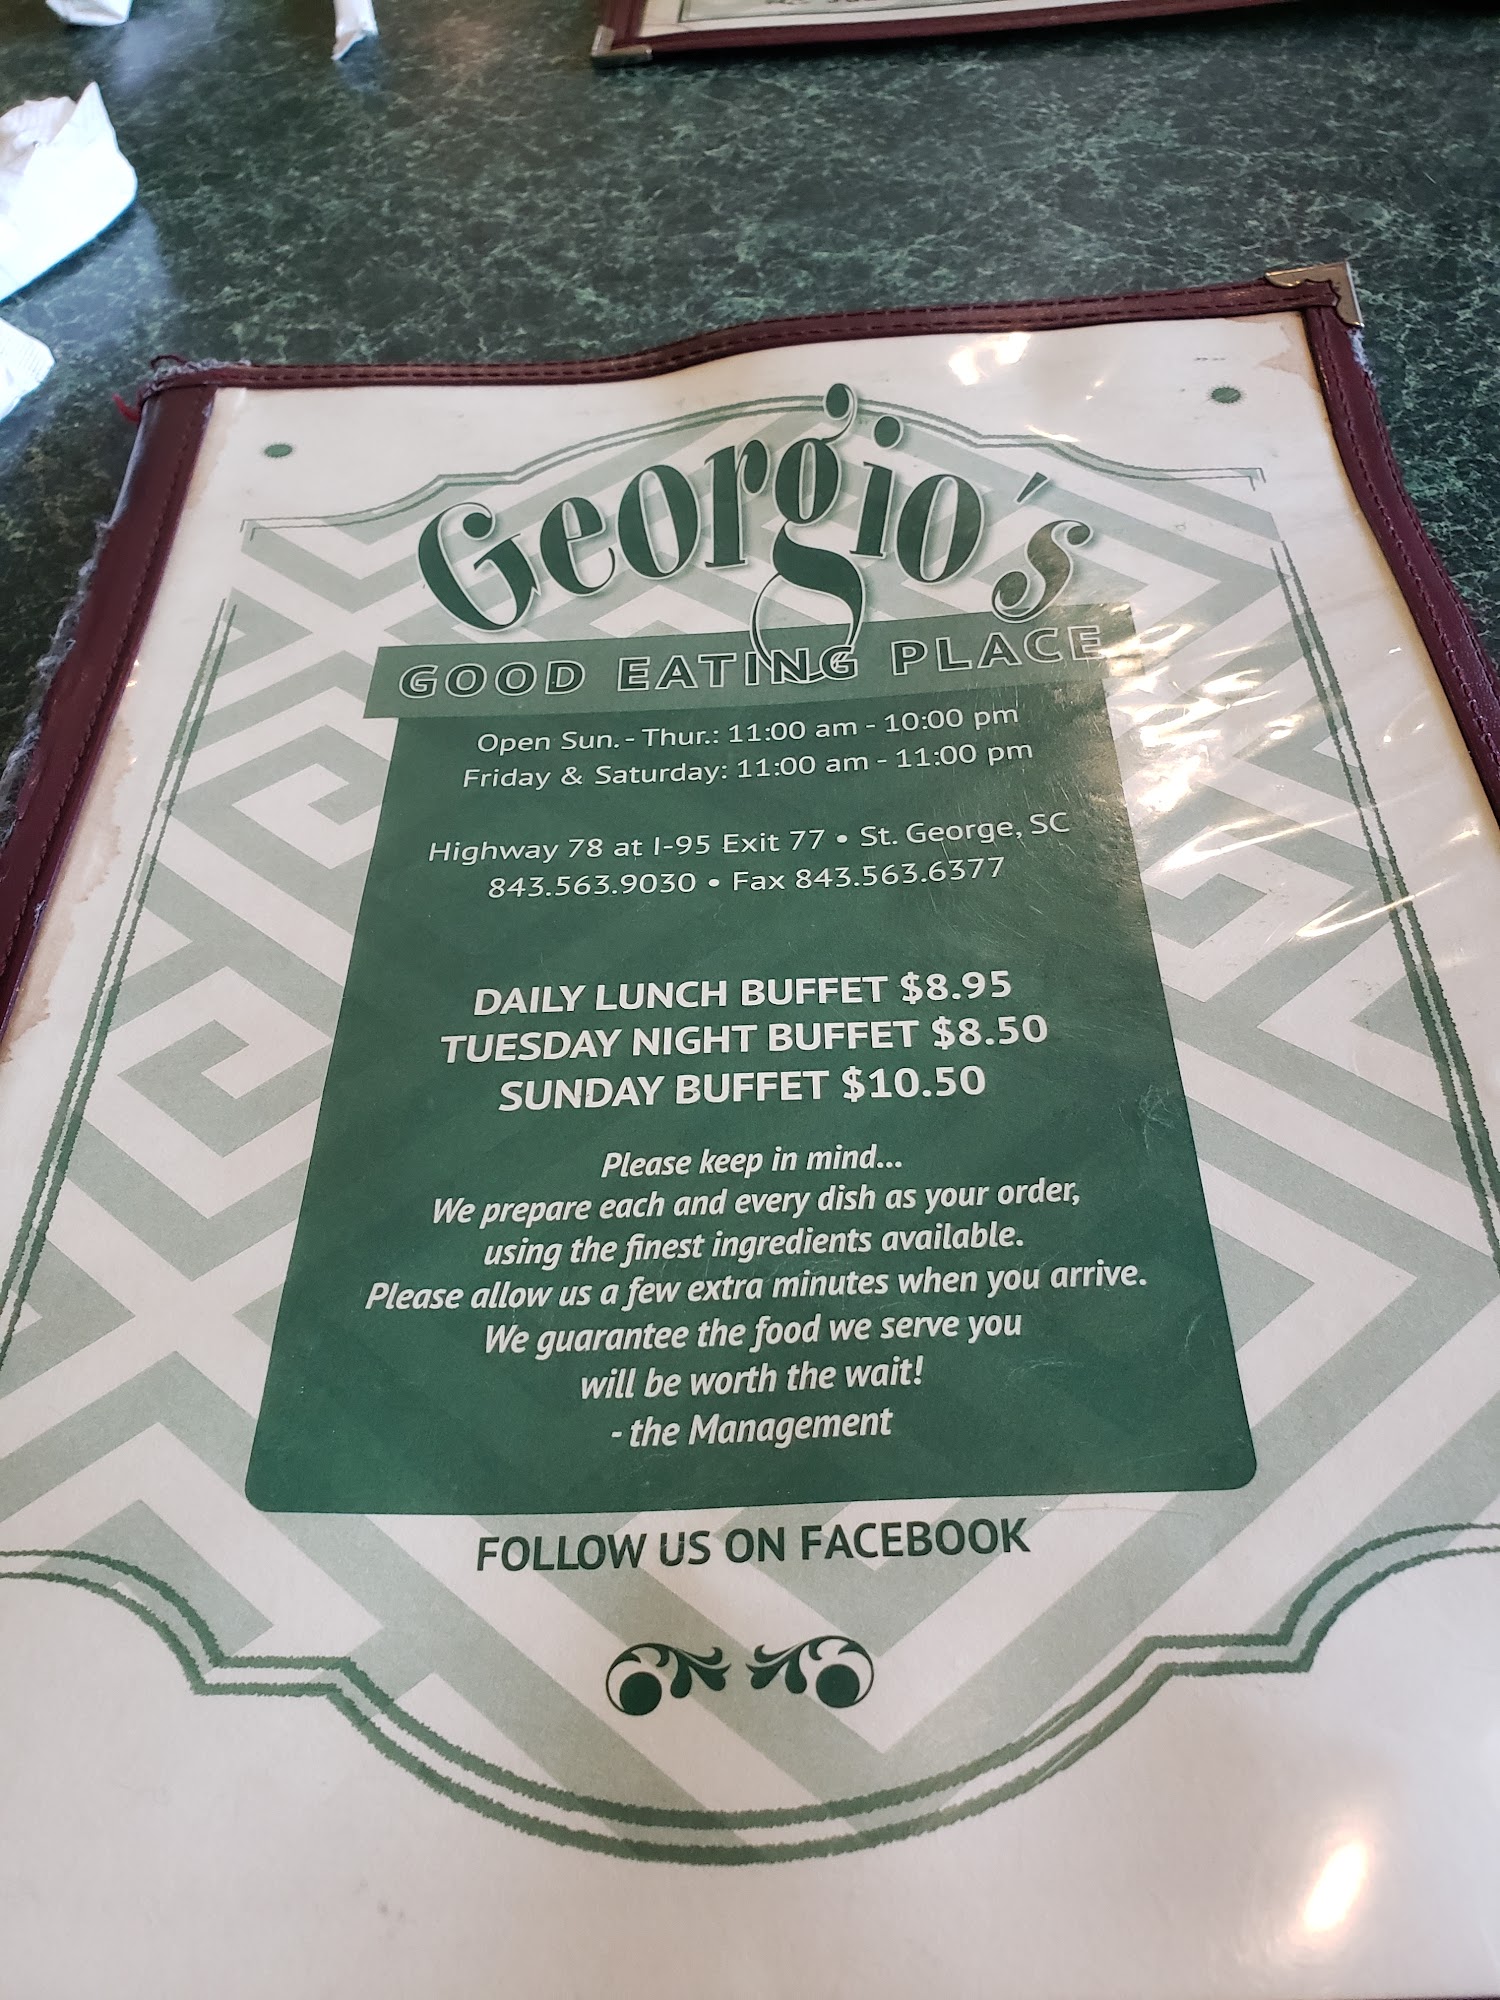 Georgio's
GOOD EATING PLACE
Open Sun. - Thur.: 11:00 am - 10:00 pm
Friday & Saturday: 11:00 am - 11:00 pm
Highway 78 at I-95 Exit 77 • St. George, SC
843.563.9030 • Fax 843.563.6377
DAILY LUNCH BUFFET $8.95
TUESDAY NIGHT BUFFET $8.50
SUNDAY BUFFET $10.50
Please keep in mind...
We prepare each and every dish as your order,
using the finest ingredients available.
Please allow us a few extra minutes when you arrive.
We guarantee the food we serve you
will be worth the wait!
- the Management
FOLLOW US ON FACEBOOK